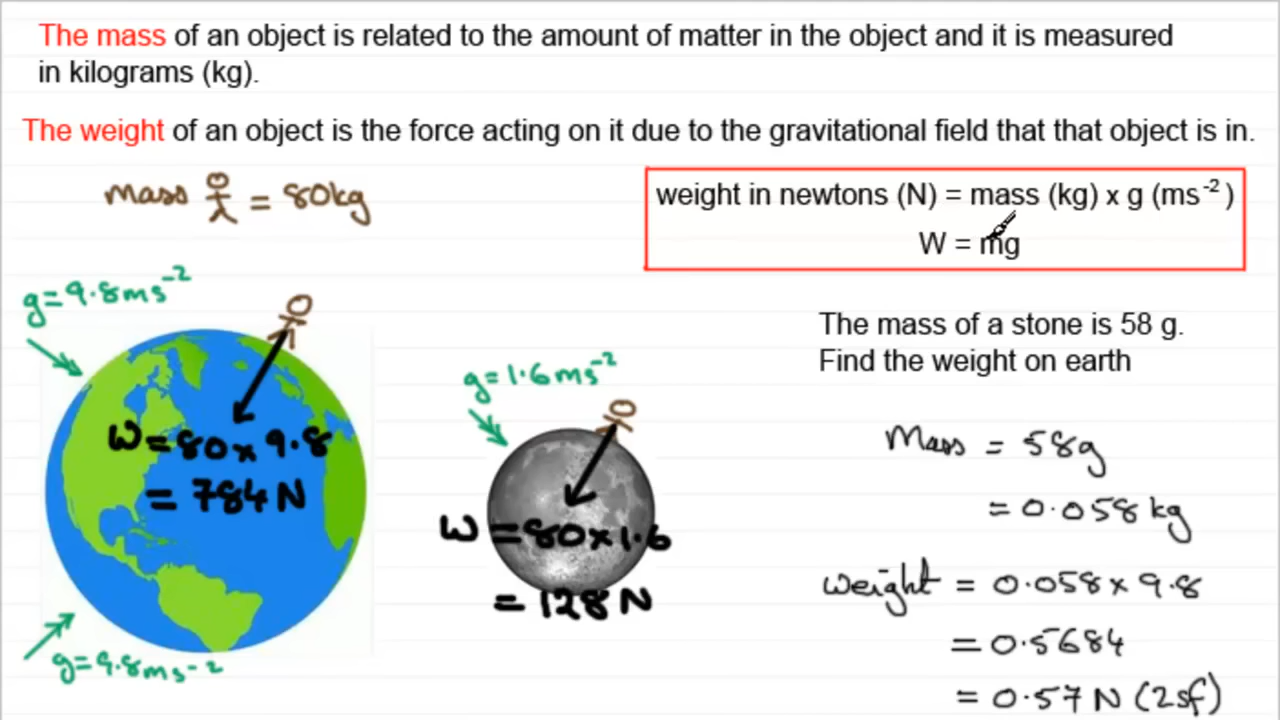 The mass of an object is related to the amount of matter in the object and it is measured
in kilograms (kg).
The weight of an object is the force acting on it due to the gravitational field that that object is in.
mass = 80kg
weight in newtons (N) = mass (kg) x g (ms⁻²)
W = mg
g=9.8ms⁻²
W=80×9.8
= 784N
g=9.8ms-2
g=1.6ms⁻²
W=80×1.6
= 128N
The mass of a stone is 58 g.
Find the weight on earth
Mass = 58g
= 0.058kg
Weight = 0.058×9.8
= 0.5684
= 0.57N (2sf)